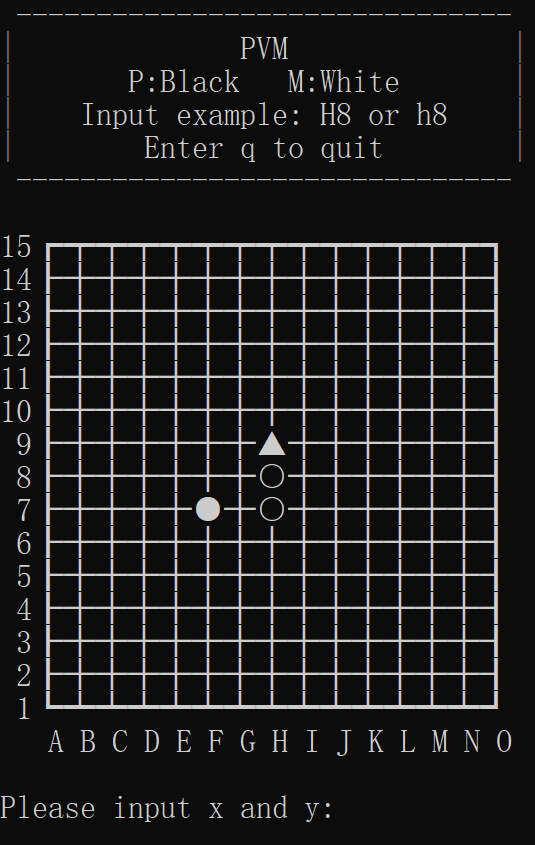 PVM
P:Black M:White
Input example: H8 or h8
Enter q to quit
15
14
13
12
11
10
9
8
7
6
5
4
3
2
1
A B C D E F G H I J K L M N O
Please input x and y: